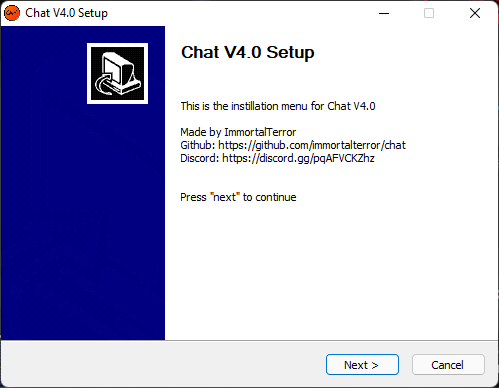 Chat V4.0 Setup
Chat V4.0 Setup
This is the instillation menu for Chat V4.0
Made by ImmortalTerror
Github: https://github.com/immortalterror/chat
Discord: https://discord.gg/pqAFVCKZhz
Press "next" to continue
Next >
Cancel